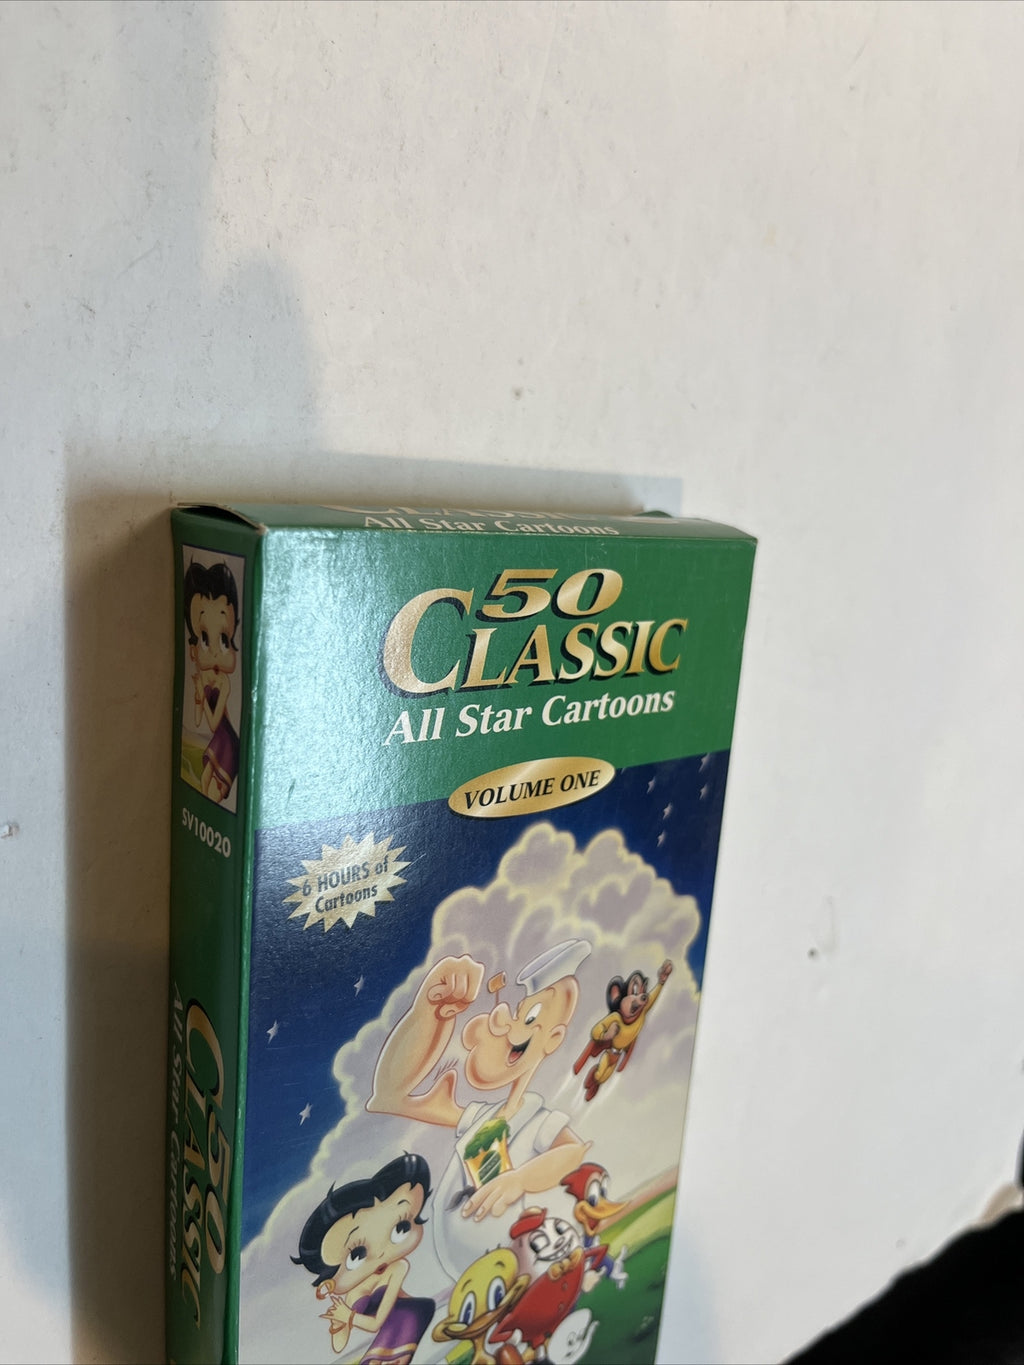 All Star Cartoons
50
CLASSIC
All Star Cartoons
VOLUME ONE
6 HOURS of
Cartoons
SV10020
50
CLASSIC
All Star Cartoons